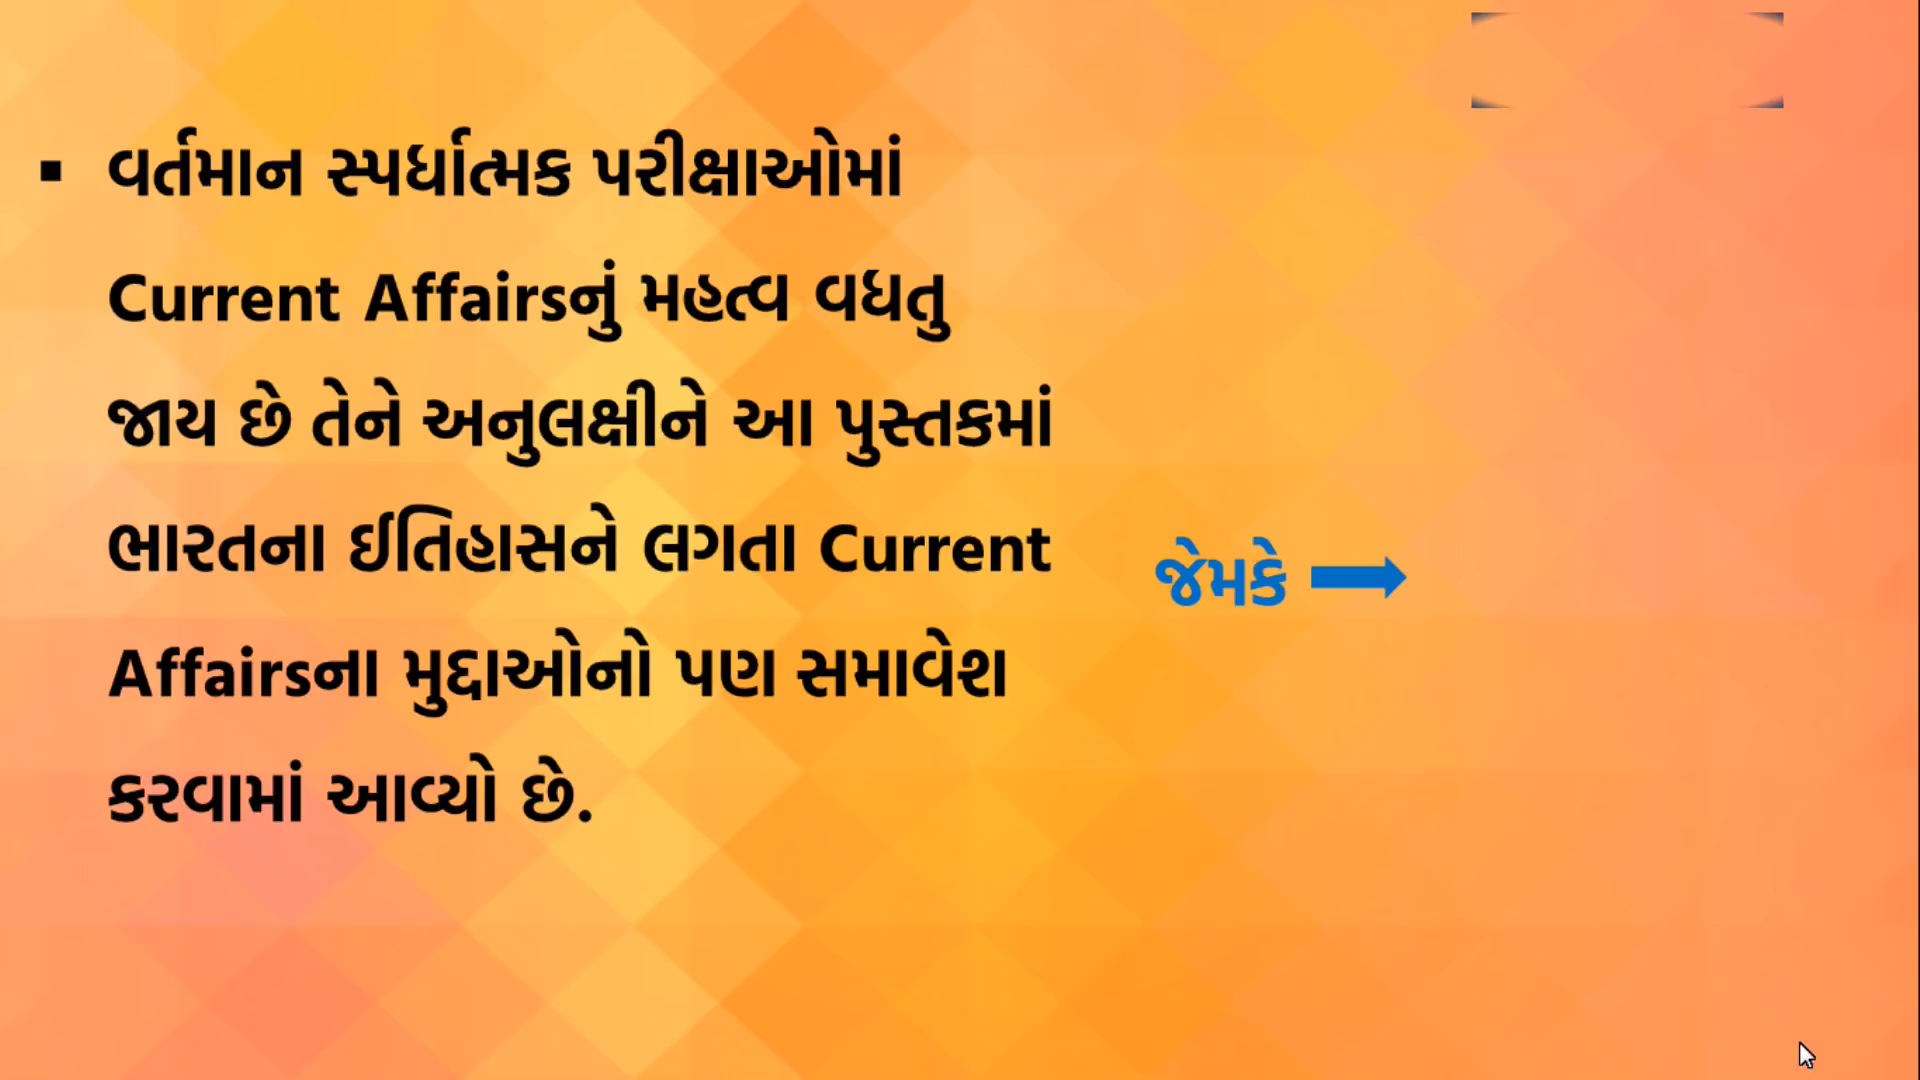 ▪ વર્તમાન સ્પર્ધાત્મક પરીક્ષાઓમાં
Current Affairsનું મહત્વ વધતુ
જાય છે તેને અનુલક્ષીને આ પુસ્તકમાં
ભારતના ઈતિહાસને લગતા Current
Affairsના મુદ્દાઓનો પણ સમાવેશ
કરવામાં આવ્યો છે.
જેમકે